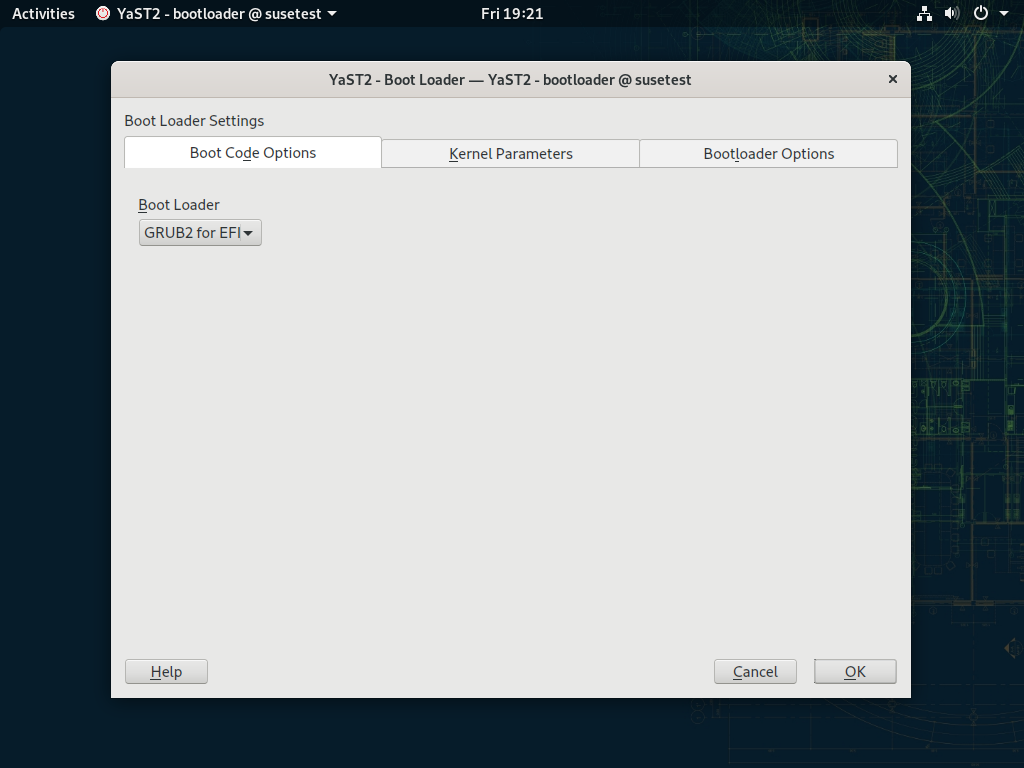 Activities YaST2 - bootloader @ susetest Fri 19:21
YaST2 - Boot Loader — YaST2 - bootloader @ susetest
Boot Loader Settings
Boot Code Options Kernel Parameters Bootloader Options
Boot Loader
GRUB2 for EFI
Help Cancel OK